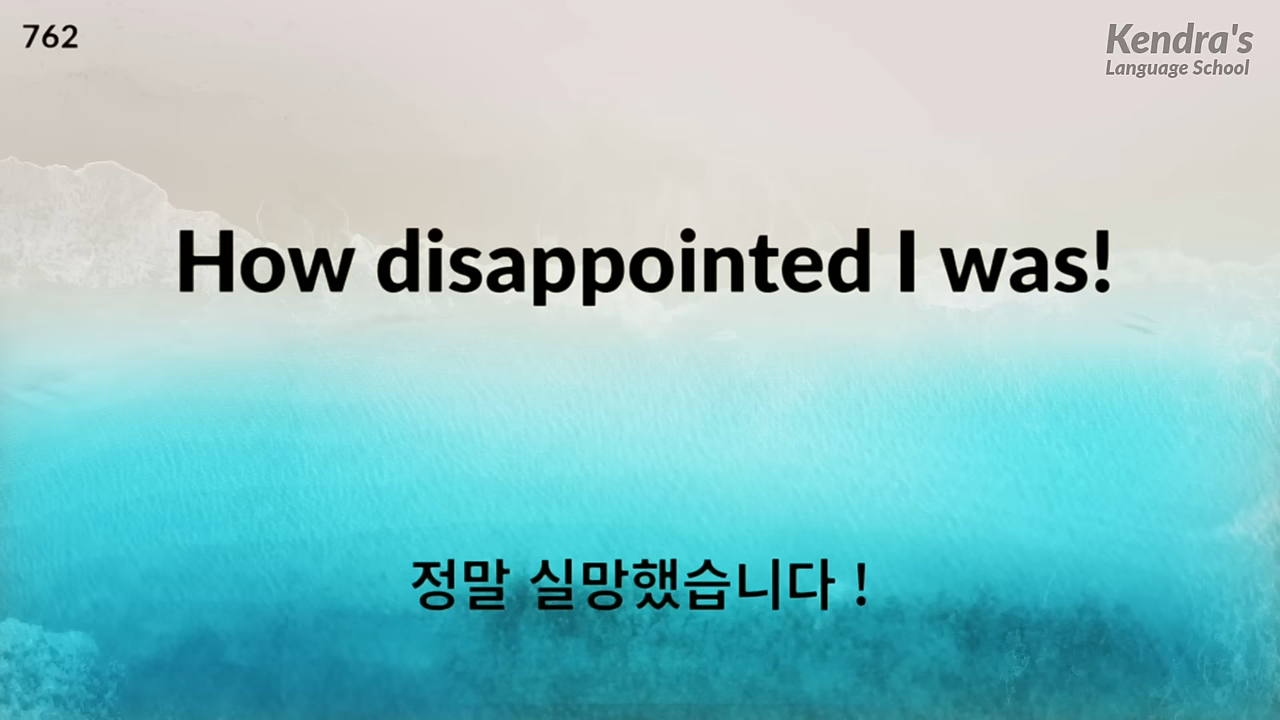 762
Kendra's
Language School
How disappointed I was!
정말 실망했습니다 !